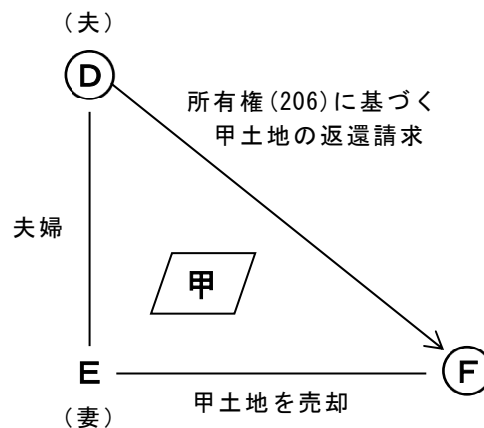 （夫）
D
所有権(206)に基づく
甲土地の返還請求
夫婦
甲
E
F
甲土地を売却
（妻）